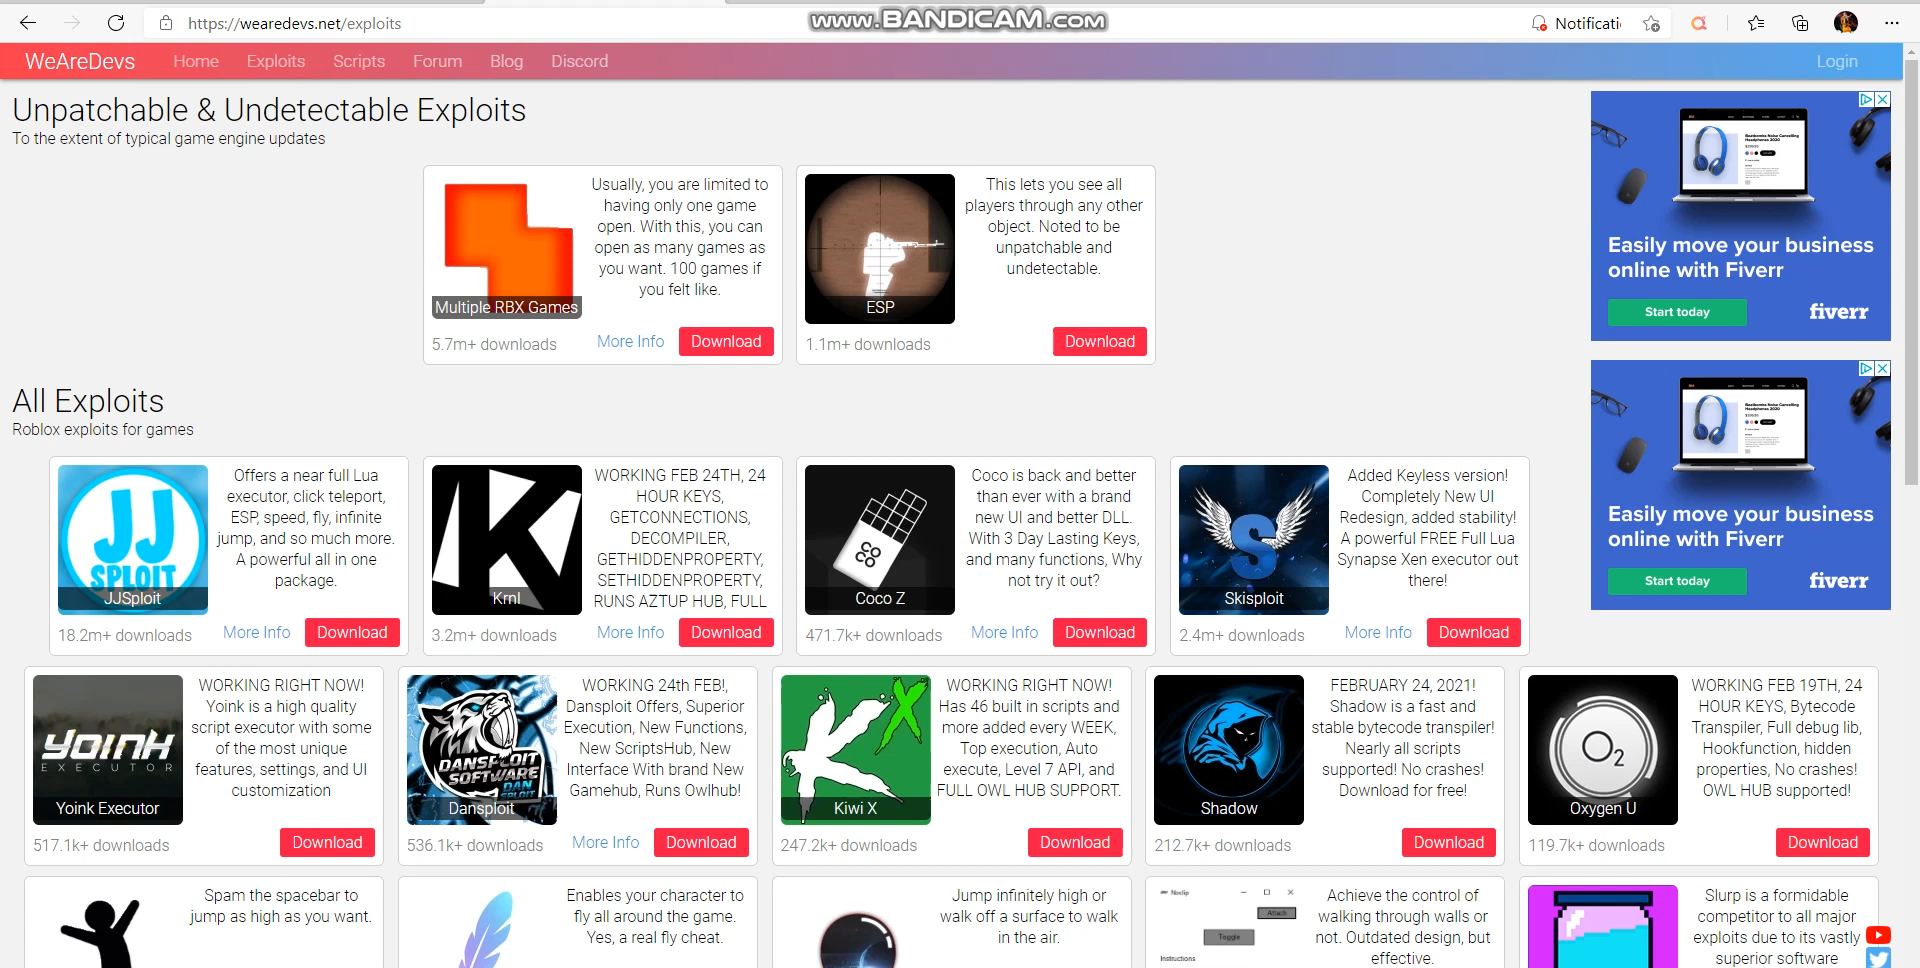 https://wearedevs.net/exploits
WWW.BANDICAM.COM
Notificati
WeAreDevs
Home
Exploits
Scripts
Forum
Blog
Discord
Login
Unpatchable & Undetectable Exploits
To the extent of typical game engine updates
Multiple RBX Games
Usually, you are limited to
having only one game
open. With this, you can
open as many games as
you want. 100 games if
you felt like.
5.7m+ downloads
More Info
Download
ESP
This lets you see all
players through any other
object. Noted to be
unpatchable and
undetectable.
1.1m+ downloads
Download
Easily move your business
online with Fiverr
Start today
fiverr
All Exploits
Roblox exploits for games
JJ
SPLOIT
JJSploit
Offers a near full Lua
executor, click teleport,
ESP, speed, fly, infinite
jump, and so much more.
A powerful all in one
package.
18.2m+ downloads
More Info
Download
K
Krnl
WORKING FEB 24TH, 24
HOUR KEYS,
GETCONNECTIONS,
DECOMPILER,
GETHIDDENPROPERTY,
SETHIDDENPROPERTY,
RUNS AZTUP HUB, FULL
3.2m+ downloads
More Info
Download
CO
CO
Coco Z
Coco is back and better
than ever with a brand
new UI and better DLL.
With 3 Day Lasting Keys,
and many functions, Why
not try it out?
471.7k+ downloads
More Info
Download
S
Skisploit
Added Keyless version!
Completely New UI
Redesign, added stability!
A powerful FREE Full Lua
Synapse Xen executor out
there!
2.4m+ downloads
More Info
Download
Easily move your business
online with Fiverr
Start today
fiverr
YOINK
EXECUTOR
Yoink Executor
WORKING RIGHT NOW!
Yoink is a high quality
script executor with some
of the most unique
features, settings, and UI
customization
517.1k+ downloads
Download
DANSPLOIT
SOFTWARE
DAN
SPLOIT
Dansploit
WORKING 24th FEB!,
Dansploit Offers, Superior
Execution, New Functions,
New ScriptsHub, New
Interface With brand New
Gamehub, Runs Owlhub!
536.1k+ downloads
More Info
Download
K X
Kiwi X
WORKING RIGHT NOW!
Has 46 built in scripts and
more added every WEEK,
Top execution, Auto
execute, Level 7 API, and
FULL OWL HUB SUPPORT.
247.2k+ downloads
Download
Shadow
FEBRUARY 24, 2021!
Shadow is a fast and
stable bytecode transpiler!
Nearly all scripts
supported! No crashes!
Download for free!
212.7k+ downloads
Download
O2
Oxygen U
WORKING FEB 19TH, 24
HOUR KEYS, Bytecode
Transpiler, Full debug lib,
Hookfunction, hidden
properties, No crashes!
OWL HUB supported!
119.7k+ downloads
Download
Spam the spacebar to
jump as high as you want.
Enables your character to
fly all around the game.
Yes, a real fly cheat.
Jump infinitely high or
walk off a surface to walk
in the air.
Noclip
Attach
Toggle
Instructions
Achieve the control of
walking through walls or
not. Outdated design, but
effective.
Slurp is a formidable
competitor to all major
exploits due to its vastly
superior software